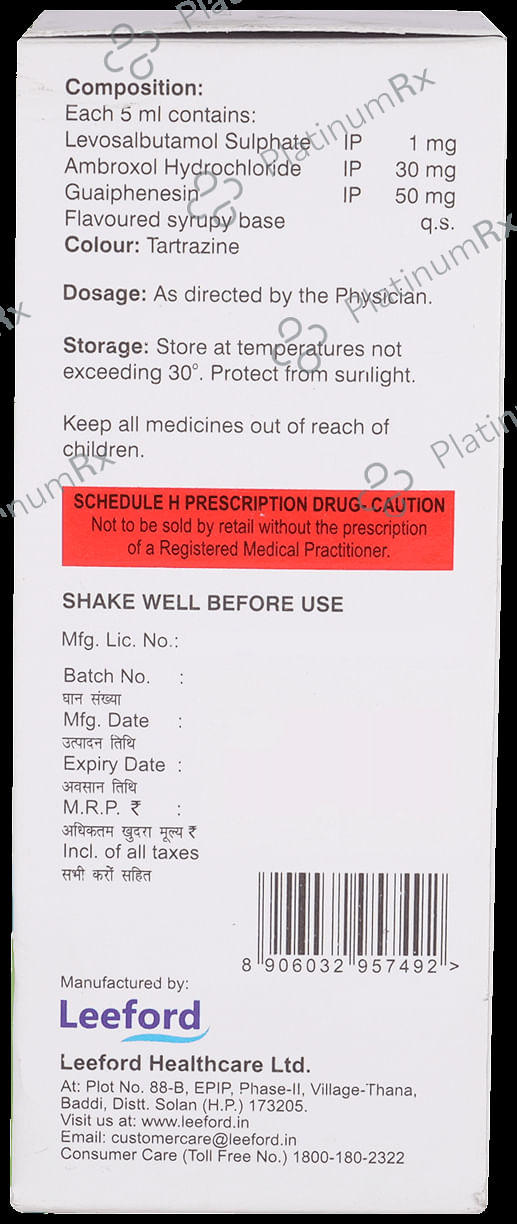 Composition:
Each 5 ml contains:
Levosalbutamol Sulphate IP 1 mg
Ambroxol Hydrochloride IP 30 mg
Guaiphenesin IP 50 mg
Flavoured syrupy base q.s.
Colour: Tartrazine
Dosage: As directed by the Physician.
Storage: Store at temperatures not
exceeding 30°. Protect from sunlight.
Keep all medicines out of reach of
children.
SCHEDULE H PRESCRIPTION DRUG-CAUTION
Not to be sold by retail without the prescription
of a Registered Medical Practitioner.
SHAKE WELL BEFORE USE
Mfg. Lic. No.:
Batch No. :
घान संख्या
Mfg. Date :
उत्पादन तिथि
Expiry Date :
अवसान तिथि
M.R.P. ₹ :
अधिकतम खुदरा मूल्य ₹
Incl. of all taxes
सभी करों सहित
8 906032 957492 >
Manufactured by:
Leeford
Leeford Healthcare Ltd.
At: Plot No. 88-B, EPIP, Phase-II, Village-Thana,
Baddi, Distt. Solan (H.P.) 173205.
Visit us at: www.leeford.in
Email: customercare@leeford.in
Consumer Care (Toll Free No.) 1800-180-2322
PlatinumRx
PlatinumRx